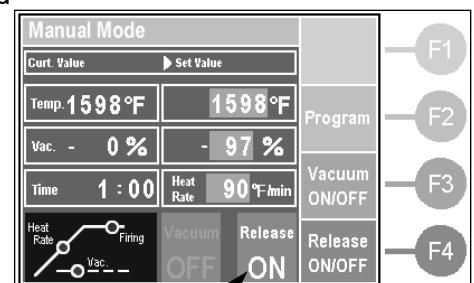 Manual Mode
Curt. Value Set Value
Temp. 1598°F 1598°F
Program
Vac. - 0 % - 97 %
Time 1 : 00 Heat Rate 90 °F/min
Vacuum ON/OFF
Heat Rate Firing
Vac.
Vacuum OFF
Release ON
Release ON/OFF
F1
F2
F3
F4